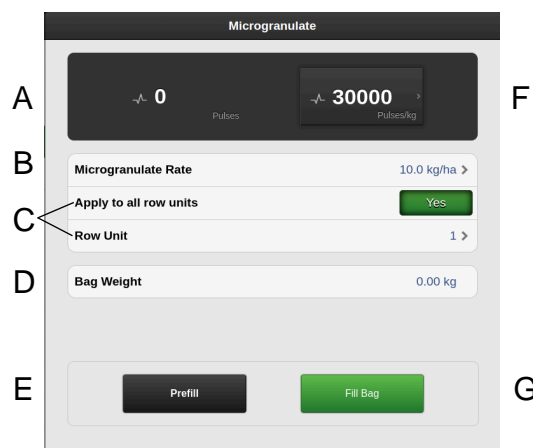 Microgranulate
A
0
Pulses
30000
Pulses/kg
F
B
Microgranulate Rate 10.0 kg/ha
C
Apply to all row units Yes
Row Unit 1
D
Bag Weight 0.00 kg
E
Prefill
Fill Bag
G